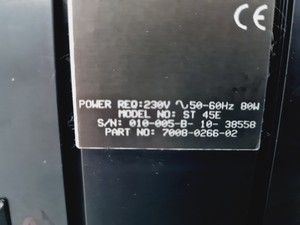 POWER REQ:230V ∿50-60Hz 80W
MODEL NO: ST 45E
S/N: 010-005-B- 10- 38558
PART NO: 7008-0266-02